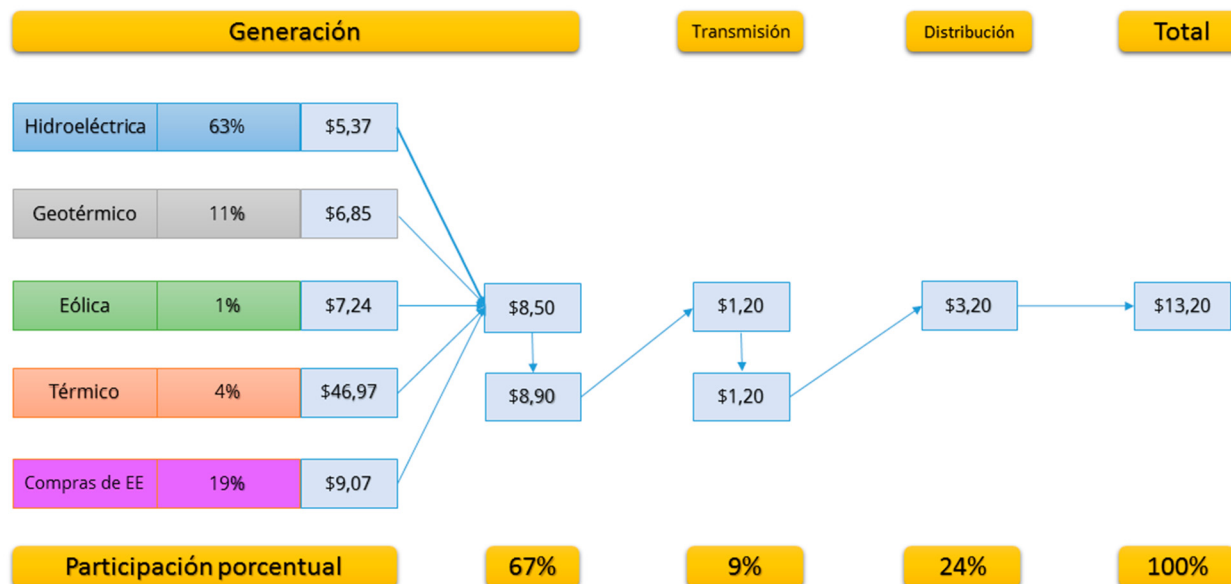 Generación
Transmisión
Distribución
Total
Hidroeléctrica 63% $5,37
Geotérmico 11% $6,85
Eólica 1% $7,24 $8,50 $1,20 $3,20 $13,20
Térmico 4% $46,97 $8,90 $1,20
Compras de EE 19% $9,07
Participación porcentual 67% 9% 24% 100%